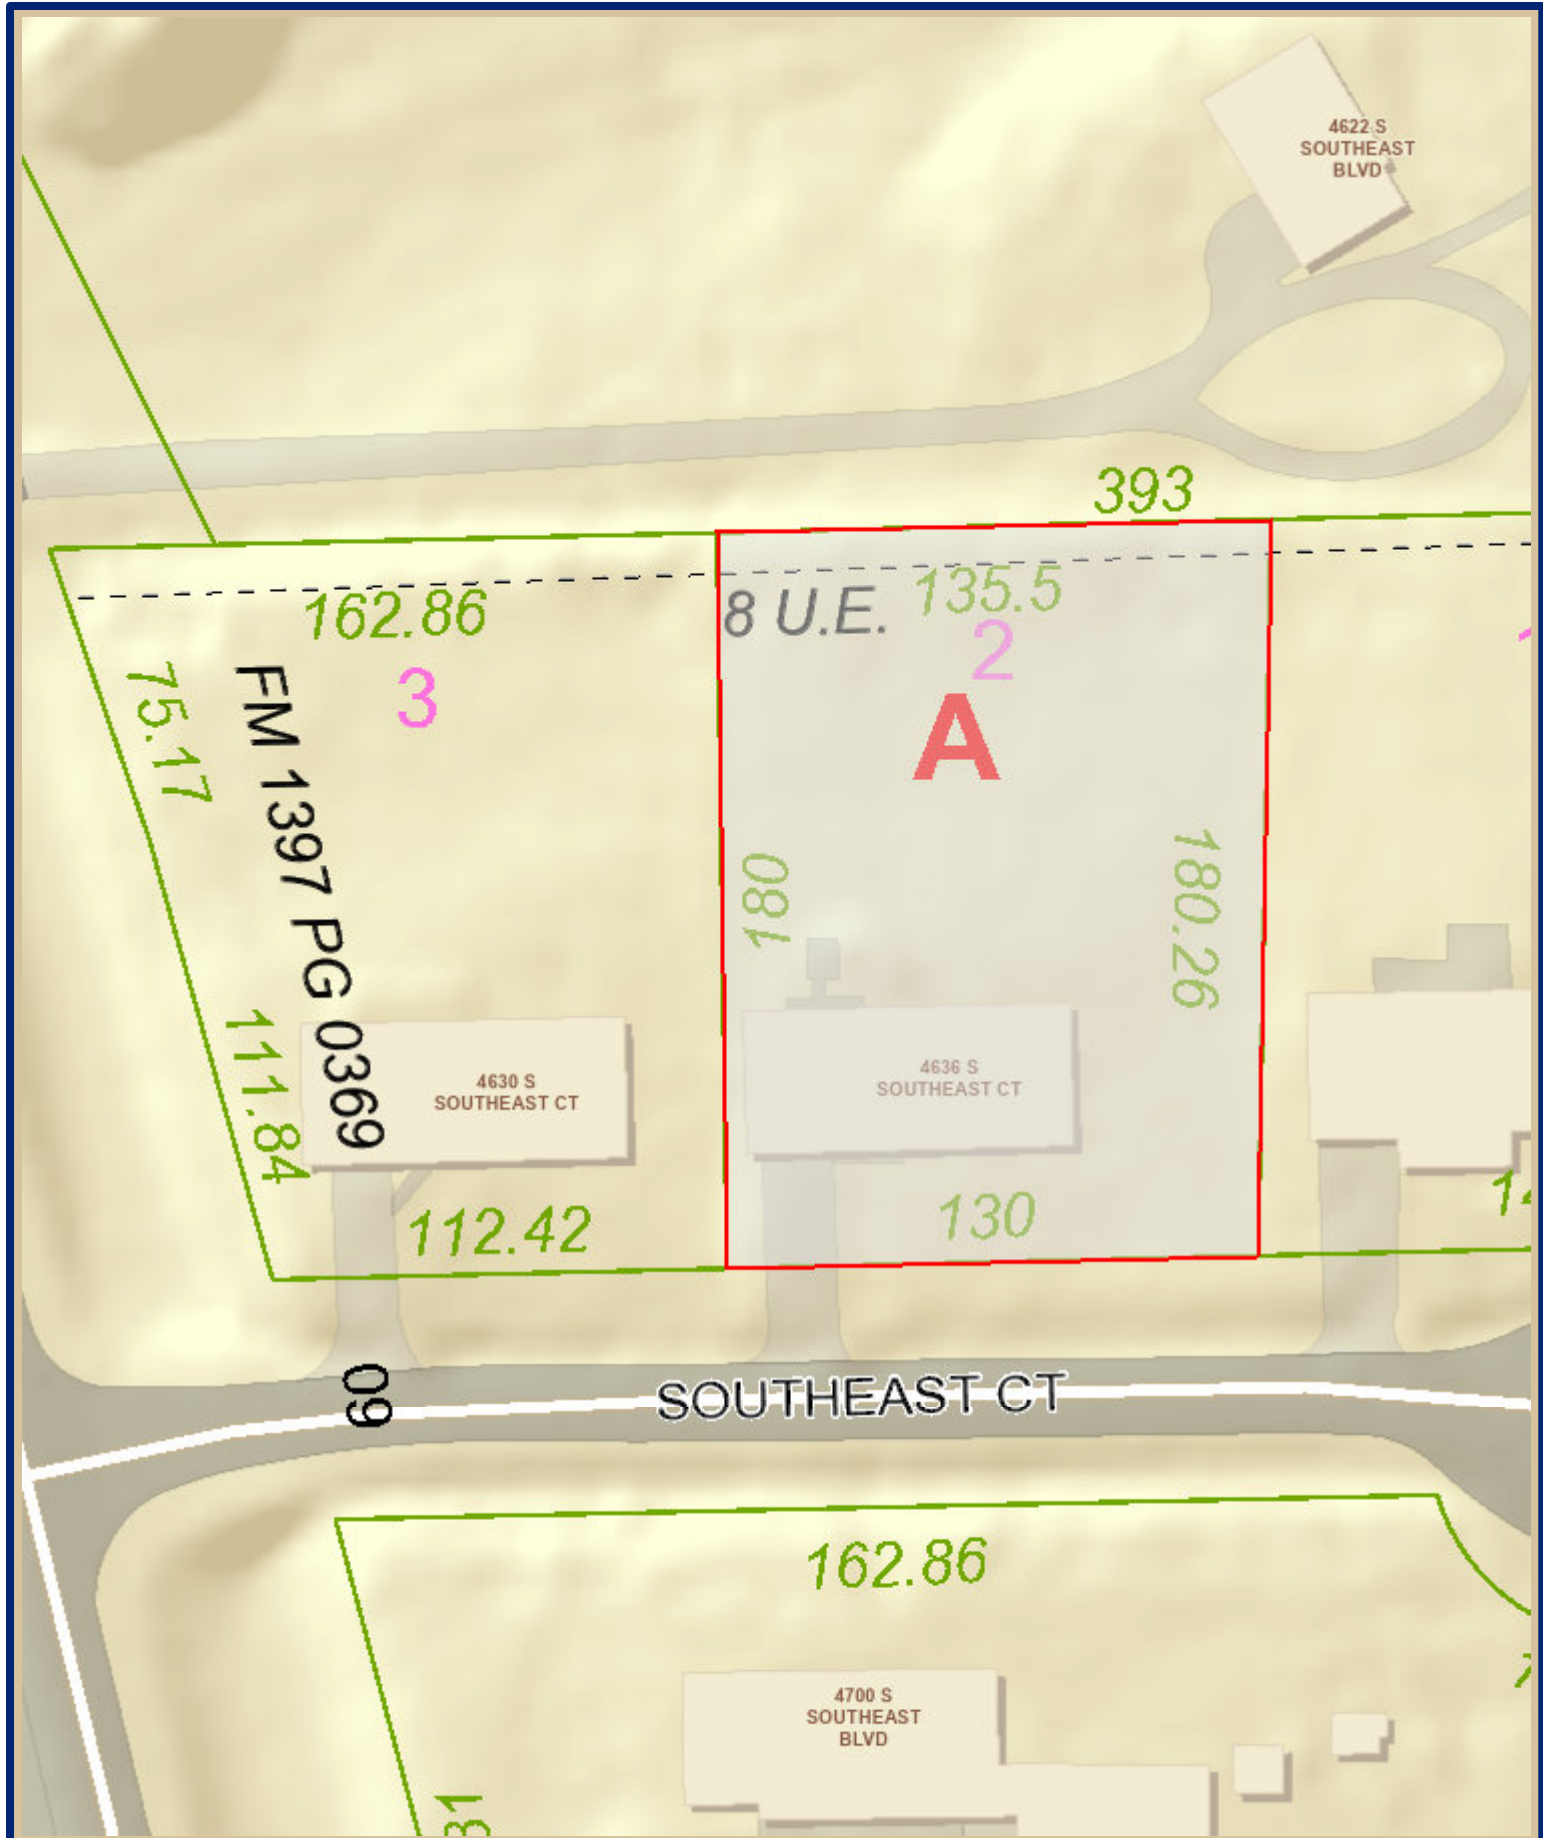 4622 S
SOUTHEAST
BLVD
393
135.5
162.86
8 U.E.
2
3
A
75.17
FM 1397 PG 0369
180
180.26
111.84
4630 S
SOUTHEAST CT
4636 S
SOUTHEAST CT
112.42
130
60
SOUTHEAST CT
162.86
4700 S
SOUTHEAST
BLVD